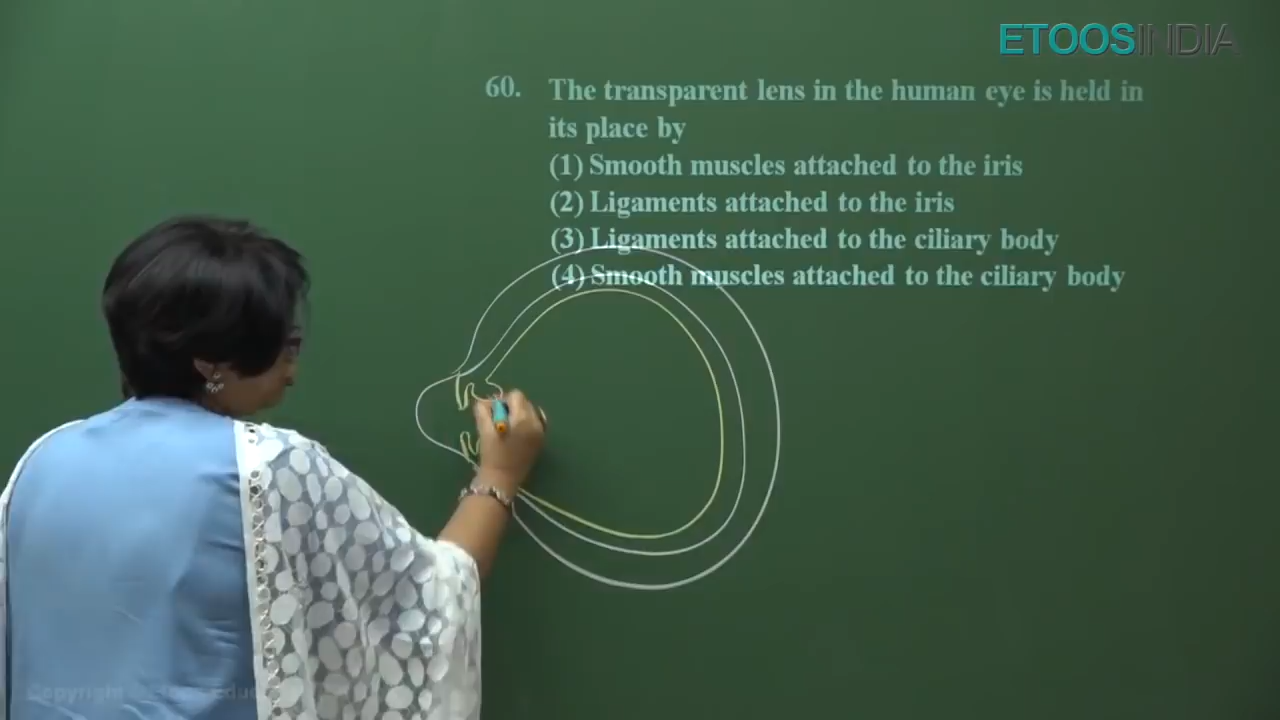 ETOOSINDIA
60. The transparent lens in the human eye is held in
its place by
(1) Smooth muscles attached to the iris
(2) Ligaments attached to the iris
(3) Ligaments attached to the ciliary body
(4) Smooth muscles attached to the ciliary body